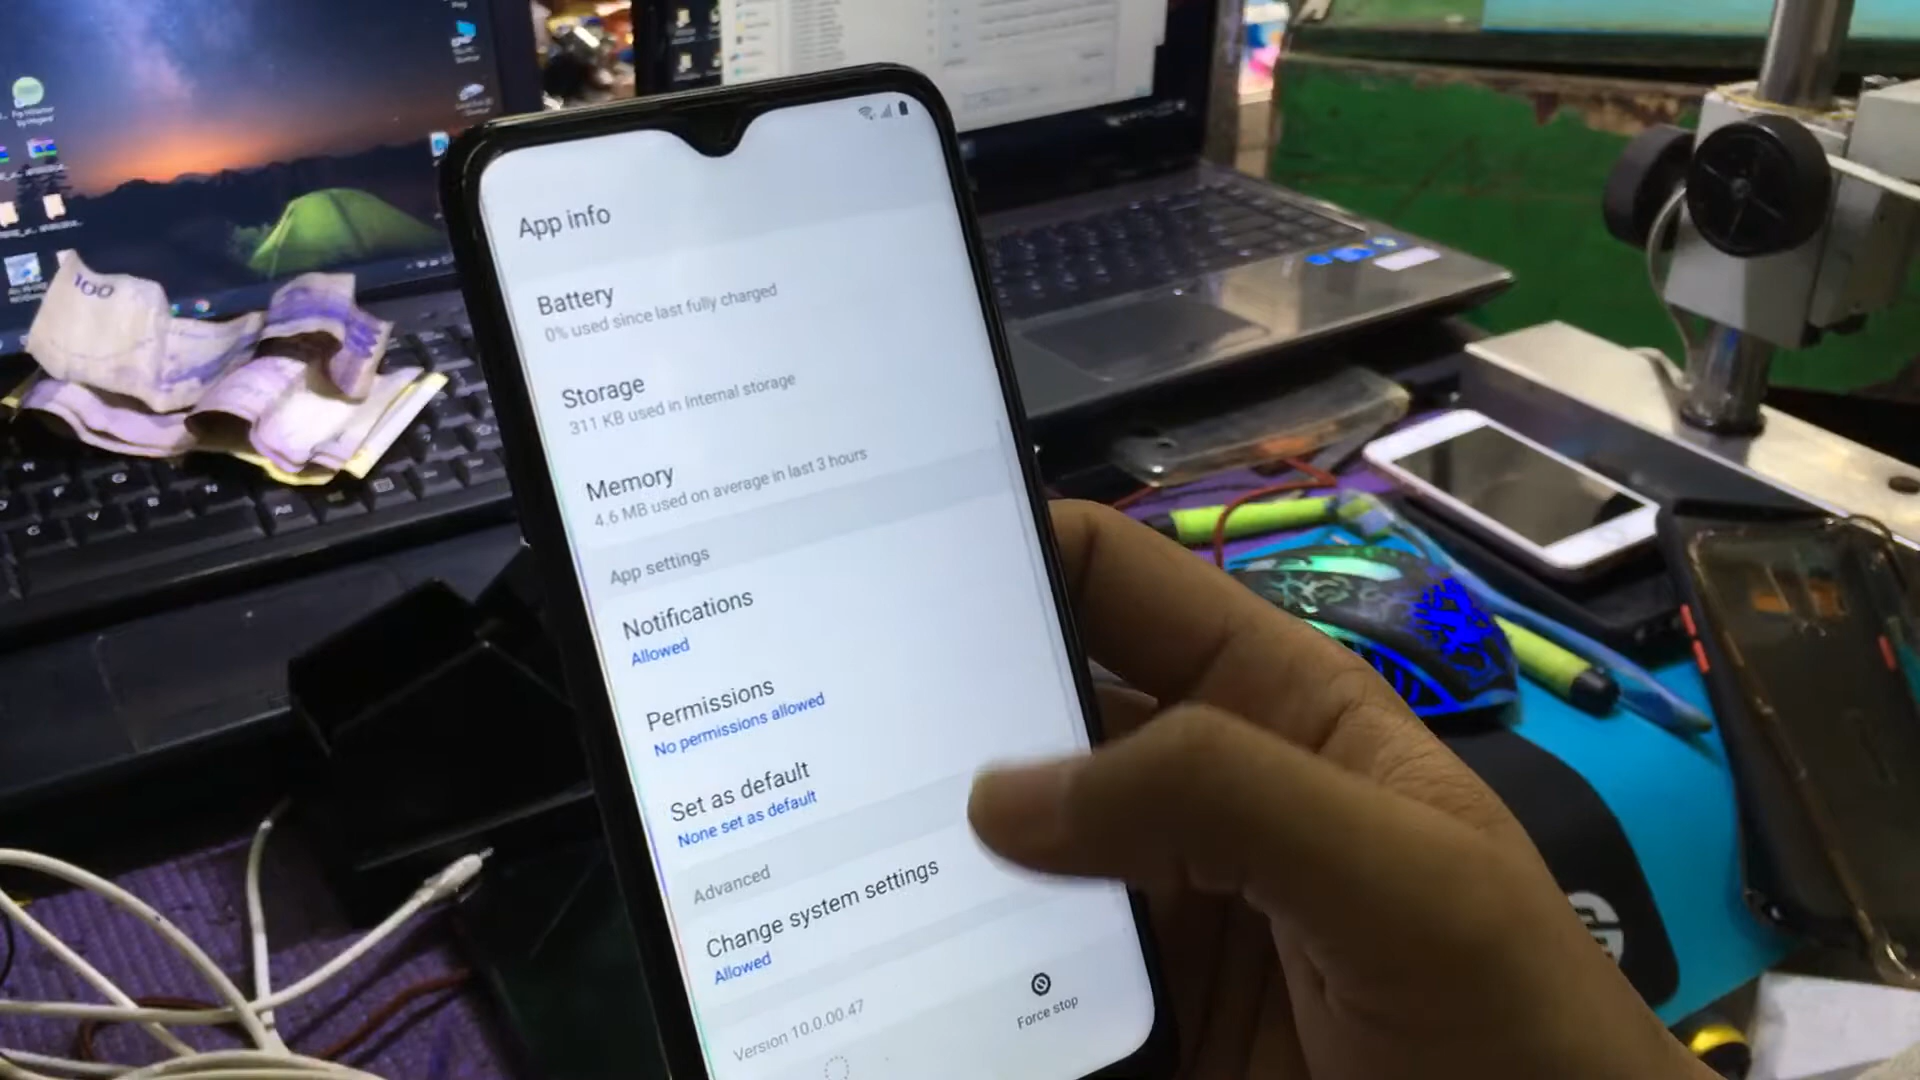 100
App info
Battery
0% used since last fully charged
Storage
311 KB used in Internal storage
Memory
4.6 MB used on average in last 3 hours
App settings
Notifications
Allowed
Permissions
No permissions allowed
Set as default
None set as default
Advanced
Change system settings
Allowed
Version 10.0.00.47
Force stop